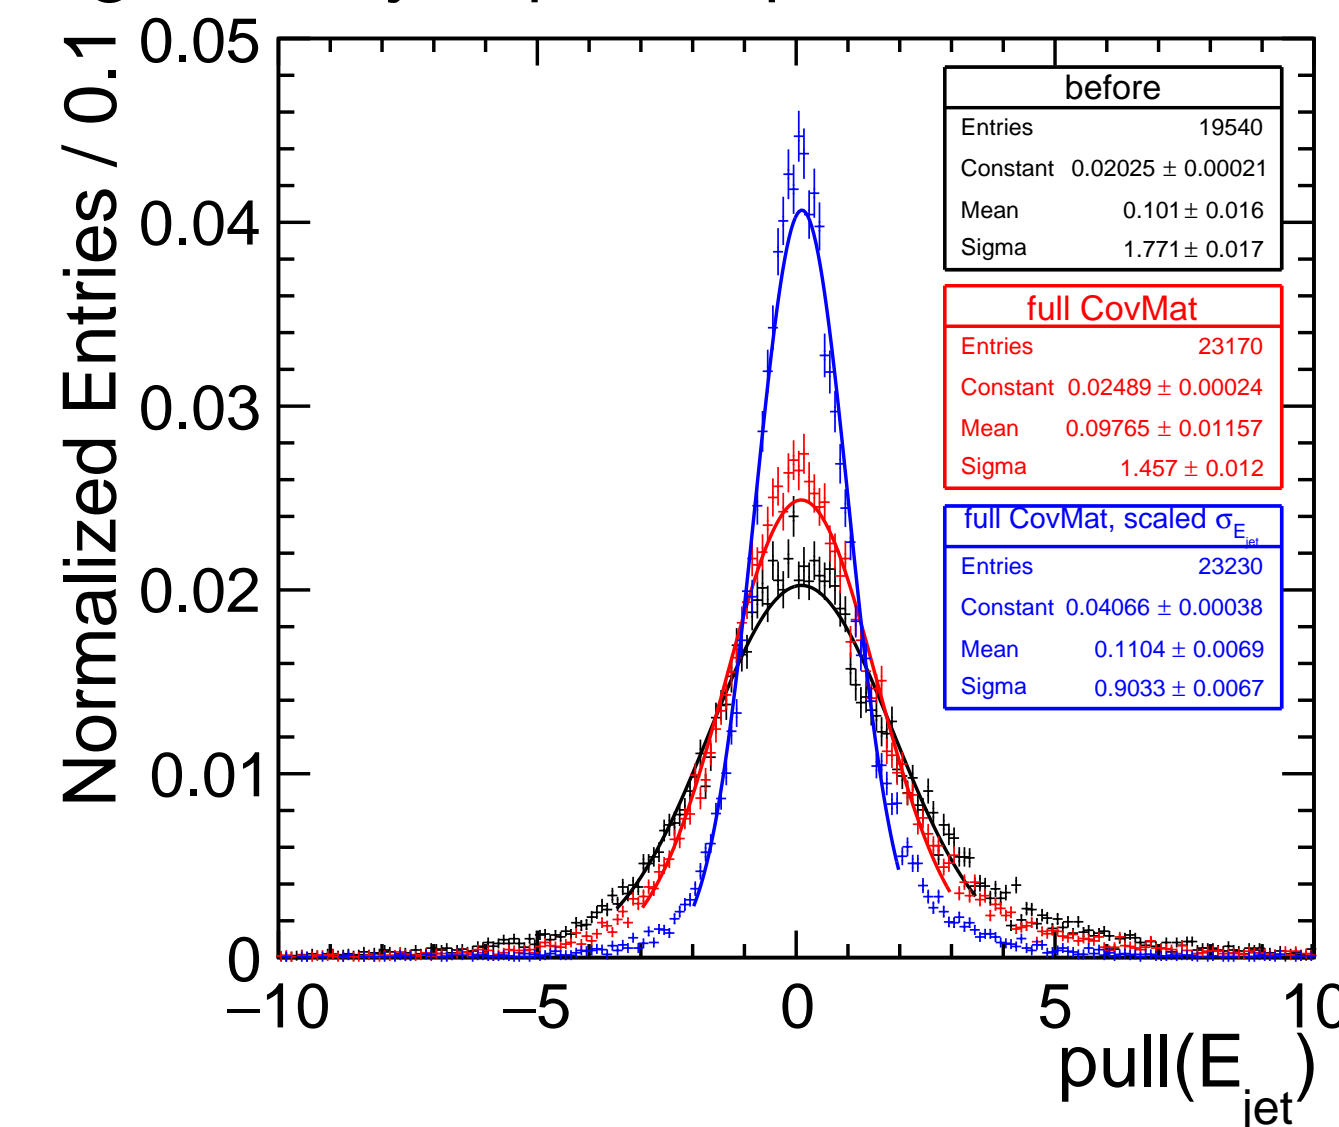 Normalized Entries / 0.1
0.05
0.04
0.03
0.02
0.01
0
−10 −5 0 5 10
pull(E_jet)
before
Entries 19540
Constant 0.02025 ± 0.00021
Mean 0.101 ± 0.016
Sigma 1.771 ± 0.017
full CovMat
Entries 23170
Constant 0.02489 ± 0.00024
Mean 0.09765 ± 0.01157
Sigma 1.457 ± 0.012
full CovMat, scaled σ_E_jet
Entries 23230
Constant 0.04066 ± 0.00038
Mean 0.1104 ± 0.0069
Sigma 0.9033 ± 0.0067